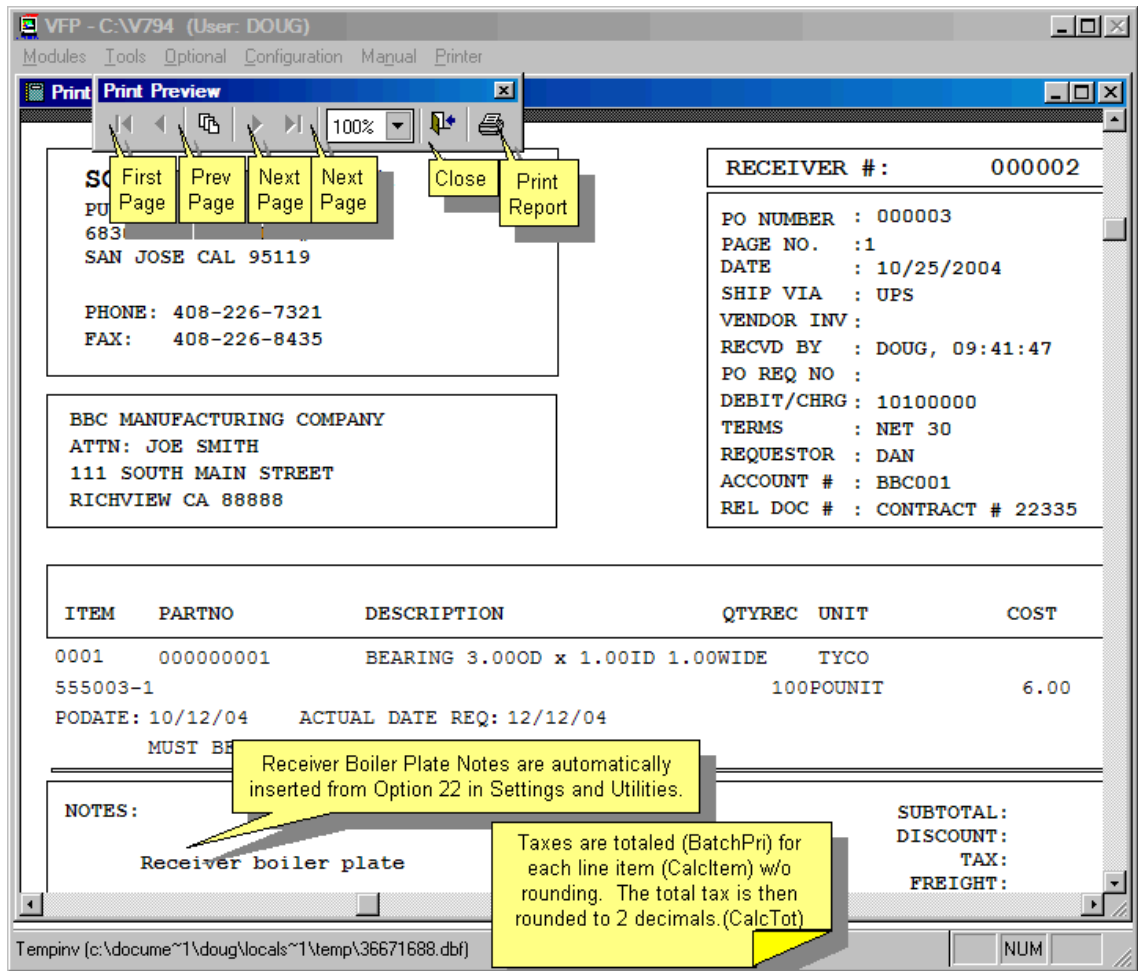 VFP - C:\V794 (User: DOUG)
Modules Tools Optional Configuration Manual Printer
Print
Print Preview
100%
First Page
Prev Page
Next Page
Next Page
Close
Print Report
PU
683
SAN JOSE CAL 95119
PHONE: 408-226-7321
FAX: 408-226-8435
RECEIVER #: 000002
PO NUMBER : 000003
PAGE NO. :1
DATE : 10/25/2004
SHIP VIA : UPS
VENDOR INV :
RECVD BY : DOUG, 09:41:47
PO REQ NO :
DEBIT/CHRG : 10100000
TERMS : NET 30
REQUESTOR : DAN
ACCOUNT # : BBC001
REL DOC # : CONTRACT # 22335
BBC MANUFACTURING COMPANY
ATTN: JOE SMITH
111 SOUTH MAIN STREET
RICHVIEW CA 88888
ITEM PARTNO DESCRIPTION QTYREC UNIT COST
0001 000000001 BEARING 3.00OD x 1.00ID 1.00WIDE TYCO
555003-1 100POUNIT 6.00
PODATE: 10/12/04 ACTUAL DATE REQ: 12/12/04
MUST BE
Receiver Boiler Plate Notes are automatically
inserted from Option 22 in Settings and Utilities.
NOTES:
Receiver boiler plate
SUBTOTAL:
DISCOUNT:
TAX:
FREIGHT:
Taxes are totaled (BatchPri) for
each line item (CalcItem) w/o
rounding. The total tax is then
rounded to 2 decimals.(CalcTot)
Tempinv (c:\docume~1\doug\locals~1\temp\36671688.dbf)
NUM